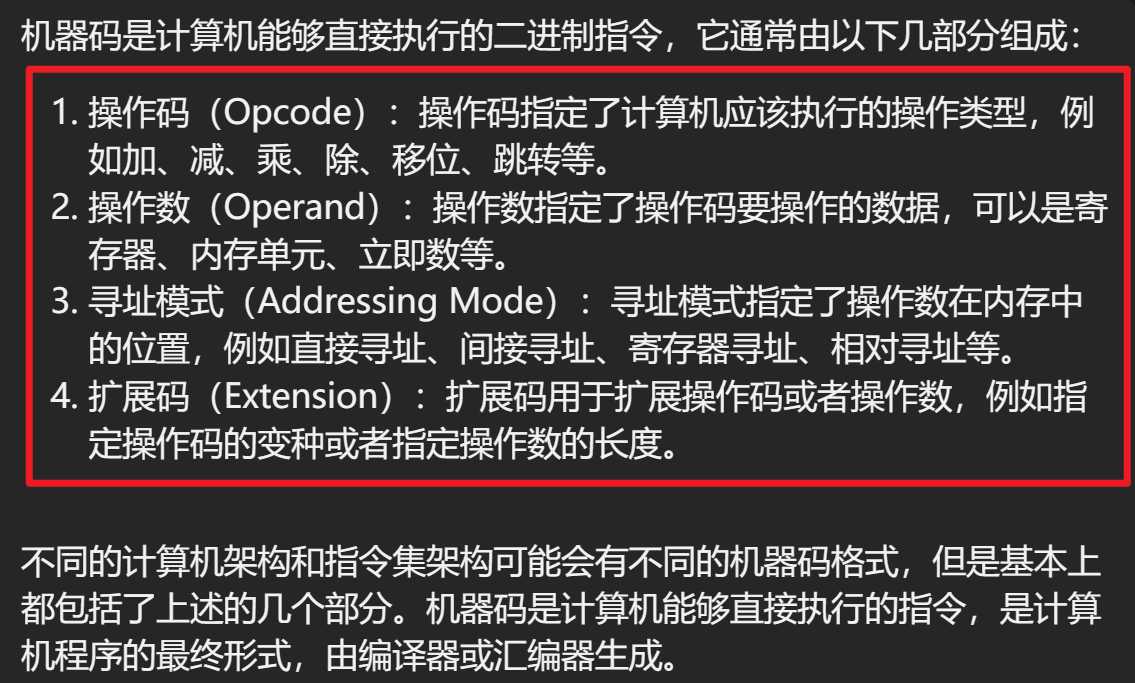 机器码是计算机能够直接执行的二进制指令，它通常由以下几部分组成：
1. 操作码（Opcode）：操作码指定了计算机应该执行的操作类型，例
如加、减、乘、除、移位、跳转等。
2. 操作数（Operand）：操作数指定了操作码要操作的数据，可以是寄
存器、内存单元、立即数等。
3. 寻址模式（Addressing Mode）：寻址模式指定了操作数在内存中
的位置，例如直接寻址、间接寻址、寄存器寻址、相对寻址等。
4. 扩展码（Extension）：扩展码用于扩展操作码或者操作数，例如指
定操作码的变种或者指定操作数的长度。
不同的计算机架构和指令集架构可能会有不同的机器码格式，但是基本上
都包括了上述的几个部分。机器码是计算机能够直接执行的指令，是计算
机程序的最终形式，由编译器或汇编器生成。